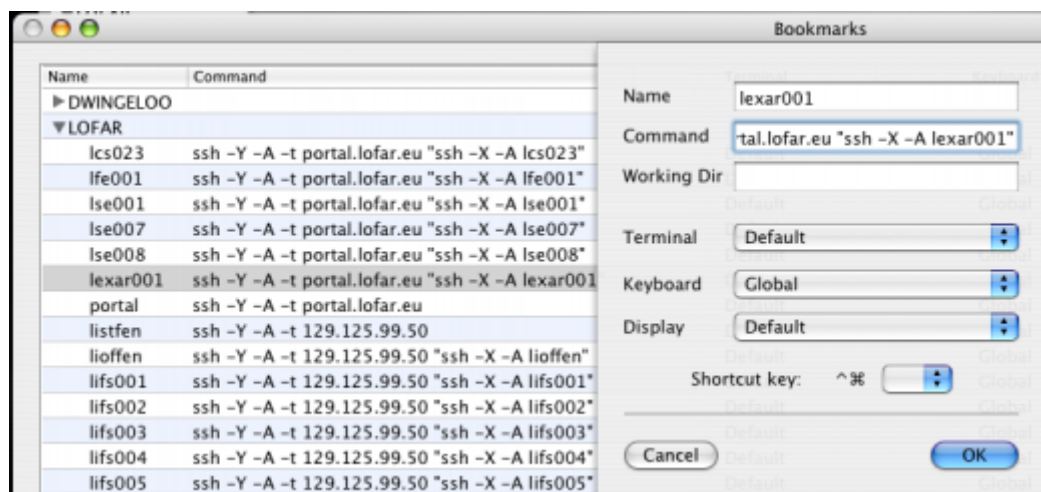 Bookmarks
Name Command
DWINGELOO
LOFAR
lcs023 ssh -Y -A -t portal.lofar.eu "ssh -X -A lcs023"
lfe001 ssh -Y -A -t portal.lofar.eu "ssh -X -A lfe001"
lse001 ssh -Y -A -t portal.lofar.eu "ssh -X -A lse001"
lse007 ssh -Y -A -t portal.lofar.eu "ssh -X -A lse007"
lse008 ssh -Y -A -t portal.lofar.eu "ssh -X -A lse008"
lexar001 ssh -Y -A -t portal.lofar.eu "ssh -X -A lexar001
portal ssh -Y -A -t portal.lofar.eu
listfen ssh -Y -A -t 129.125.99.50
lioffen ssh -Y -A -t 129.125.99.50 "ssh -X -A lioffen"
lifs001 ssh -Y -A -t 129.125.99.50 "ssh -X -A lifs001"
lifs002 ssh -Y -A -t 129.125.99.50 "ssh -X -A lifs002"
lifs003 ssh -Y -A -t 129.125.99.50 "ssh -X -A lifs003"
lifs004 ssh -Y -A -t 129.125.99.50 "ssh -X -A lifs004"
lifs005 ssh -Y -A -t 129.125.99.50 "ssh -X -A lifs005"
Name lexar001
Command rtal.lofar.eu "ssh -X -A lexar001"
Working Dir
Terminal Default
Keyboard Global
Display Default
Shortcut key: ^⌘
Cancel OK